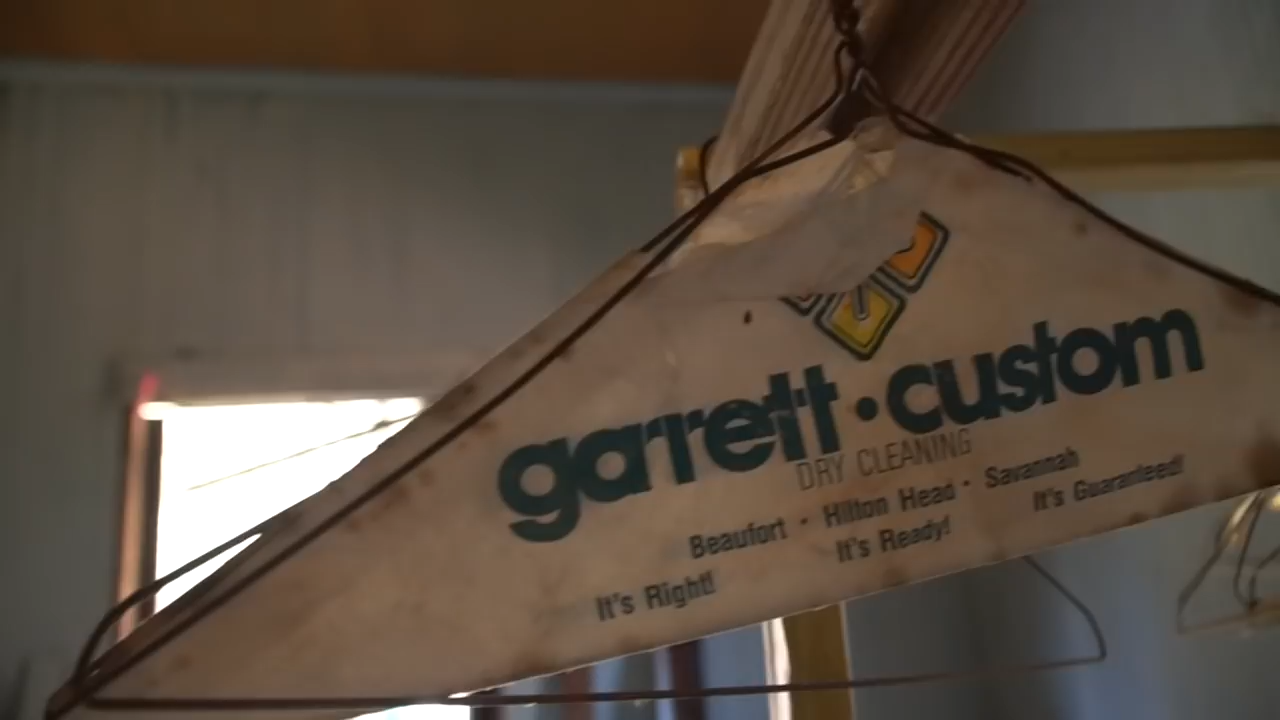 garrett • custom
DRY CLEANING
Beaufort • Hilton Head • Savannah
It's Right! It's Ready! It's Guaranteed!